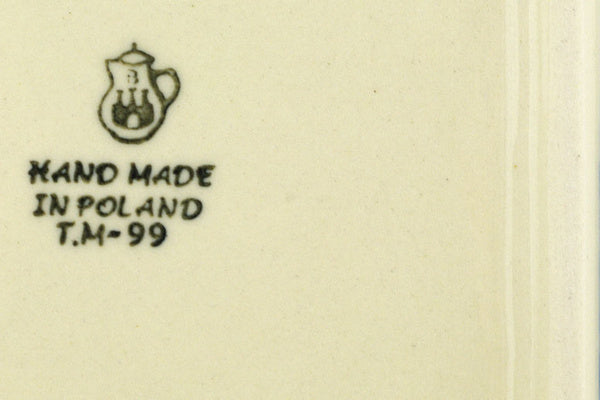 B
HAND MADE
IN POLAND
T.M-99